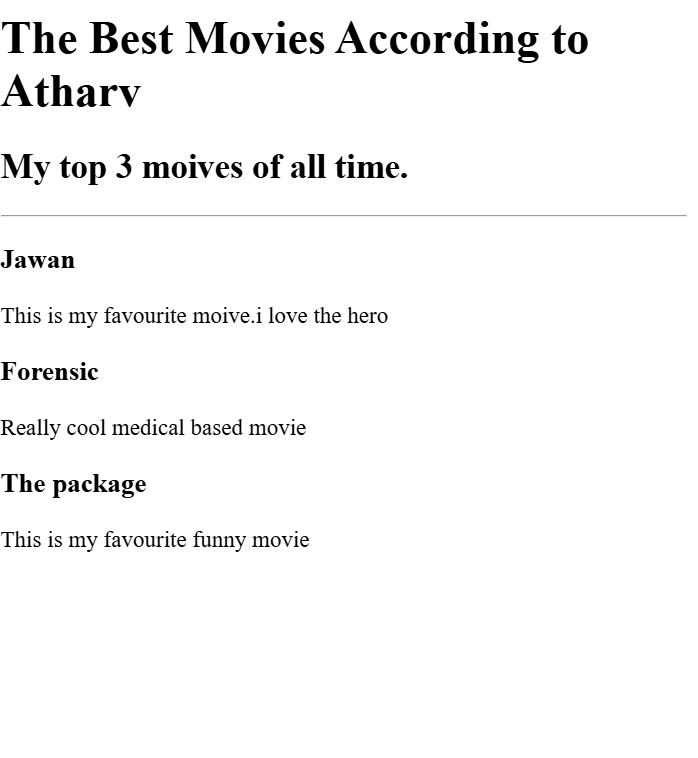 The Best Movies According to
Atharv
My top 3 moives of all time.
Jawan
This is my favourite moive.i love the hero
Forensic
Really cool medical based movie
The package
This is my favourite funny movie